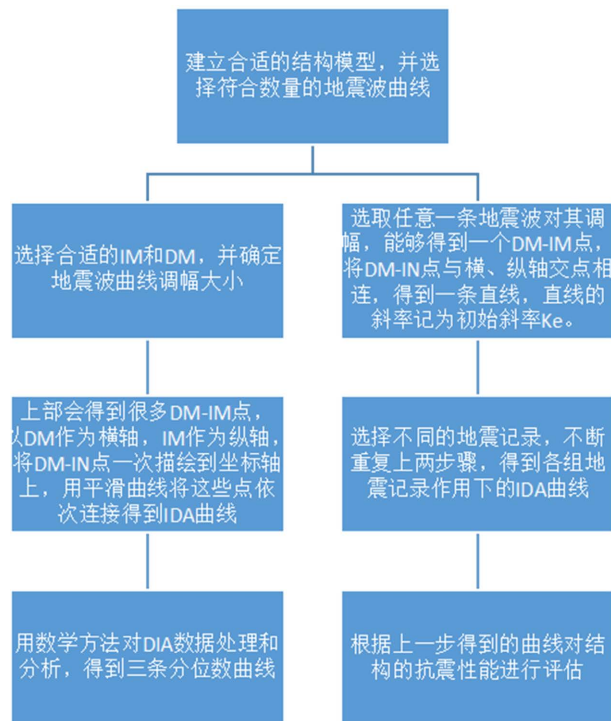 建立合适的结构模型，并选
择符合数量的地震波曲线
选择合适的IM和DM，并确定
地震波曲线调幅大小
选取任意一条地震波对其调
幅，能够得到一个DM-IM点，
将DM-IN点与横、纵轴交点相
连，得到一条直线，直线的
斜率记为初始斜率Ke。
上部会得到很多DM-IM点，
以DM作为横轴，IM作为纵轴，
将DM-IN点一次描绘到坐标轴
上，用平滑曲线将这些点依
次连接得到IDA曲线
选择不同的地震记录，不断
重复上两步骤，得到各组地
震记录作用下的IDA曲线
用数学方法对DIA数据处理和
分析，得到三条分位数曲线
根据上一步得到的曲线对结
构的抗震性能进行评估